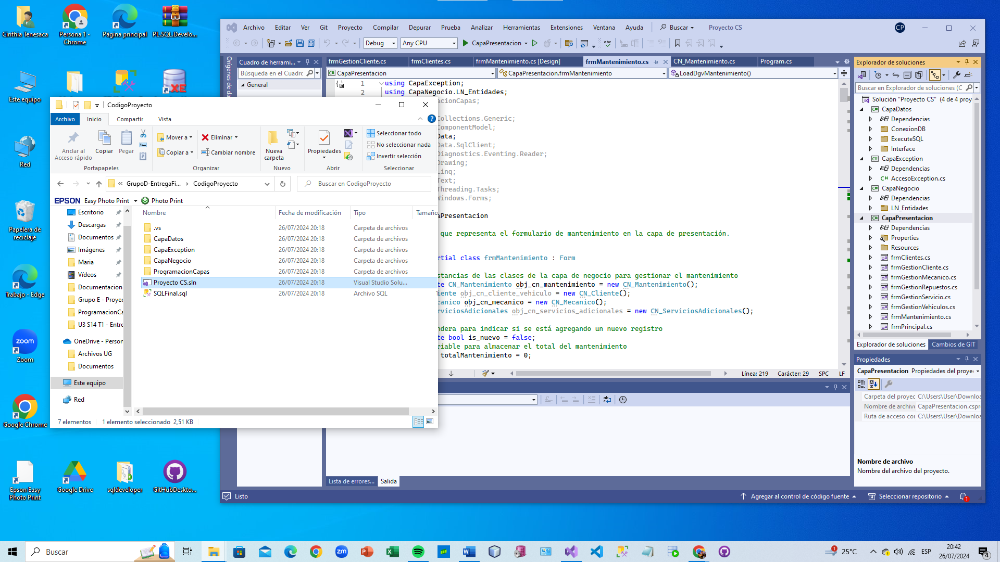 Cinthia Tenesaca
Persona 1 - Chrome
Página principal
PL.SQL.Develo...
Este equipo
Red
Papelera de reciclaje
Trabajo - Edge
Zoom
Google Chrome
Epson Easy Photo Print
Google Drive
sqldeveloper
GitHubDeskto...
Archivo Editar Ver Git Proyecto Compilar Depurar Prueba Analizar Herramientas Extensiones Ventana Ayuda Buscar Proyecto CS CP
Debug Any CPU CapaPresentacion
Orígenes de da
Cuadro de herrami...
Búsqueda en el Cuadro
General
frmGestionCliente.cs frmClientes.cs frmMantenimiento.cs [Design] frmMantenimiento.cs CN_Mantenimiento.cs Program.cs
CapaPresentacion CapaPresentacion.frmMantenimiento LoadDgvMantenimiento()
1 using CapaException;
2 using CapaNegocio.LN_Entidades;
acionCapas;
Collections.Generic;
ComponentModel;
Data;
Data.SqlClient;
Diagnostics.Eventing.Reader;
Drawing;
Linq;
Text;
Threading.Tasks;
Windows.Forms;
aPresentacion
que representa el formulario de mantenimiento en la capa de presentación.
rtial class frmMantenimiento : Form
stancias de las clases de la capa de negocio para gestionar el mantenimiento
te CN_Mantenimiento obj_cn_mantenimiento = new CN_Mantenimiento();
iente obj_cn_cliente_vehiculo = new CN_Cliente();
canico obj_cn_mecanico = new CN_Mecanico();
rviciosAdicionales obj_cn_servicios_adicionales = new CN_ServiciosAdicionales();
ndera para indicar si se está agregando un nuevo registro
te bool is_nuevo = false;
riable para almacenar el total del mantenimiento
totalMantenimiento = 0;
Línea: 219 Carácter: 29 SPC LF
Lista de errores... Salida
Listo
Agregar al control de código fuente Seleccionar repositorio 1
CodigoProyecto
Archivo Inicio Compartir Vista
Anclar al Acceso rápido
Copiar
Pegar
Portapapeles
Mover a
Copiar a
Eliminar
Cambiar nombre
Organizar
Nueva carpeta
Nuevo
Propiedades
Abrir
Seleccionar todo
No seleccionar nada
Invertir selección
Seleccionar
« GrupoD-EntregaFi... › CodigoProyecto
Buscar en CodigoProyecto
EPSON Easy Photo Print Photo Print
Escritorio
Descargas
Documentos
Imágenes
Maria
Vídeos
Documentacion
Grupo E - Proyec
ProgramacionCa
U3 S14 T1 - Entre
OneDrive - Person
Archivos UG
Documentos
Este equipo
Red
Nombre Fecha de modificación Tipo Tamaño
.vs 26/07/2024 20:18 Carpeta de archivos
CapaDatos 26/07/2024 20:18 Carpeta de archivos
CapaException 26/07/2024 20:18 Carpeta de archivos
CapaNegocio 26/07/2024 20:18 Carpeta de archivos
ProgramacionCapas 26/07/2024 20:18 Carpeta de archivos
Proyecto CS.sln 26/07/2024 20:18 Visual Studio Solu...
SQLFinal.sql 26/07/2024 20:18 Archivo SQL
7 elementos 1 elemento seleccionado 2,51 KB
Explorador de soluciones
Buscar en Explorador de soluciones (C
Solución "Proyecto CS" (4 de 4 proy
CapaDatos
Dependencias
ConexionDB
ExecuteSQL
Interface
CapaException
Dependencias
C# AccesoException.cs
CapaNegocio
Dependencias
LN_Entidades
CapaPresentacion
Dependencias
Properties
Resources
frmClientes.cs
frmGestionCliente.cs
frmGestionMecanico.cs
frmGestionRepuestos.cs
frmGestionServicio.cs
frmGestionVehiculos.cs
frmMantenimiento.cs
frmPrincipal.cs
Explorador de soluciones Cambios de GIT
Propiedades
CapaPresentacion Propiedades del proye
Carpeta del proyec C:\Users\User\Downloa
Nombre de archivo CapaPresentacion.cspr
Ruta de acceso cor C:\Users\User\Downloa
Nombre de archivo
Nombre del archivo del proyecto.
Buscar
1 25°C
ESP
20:42
26/07/2024
4